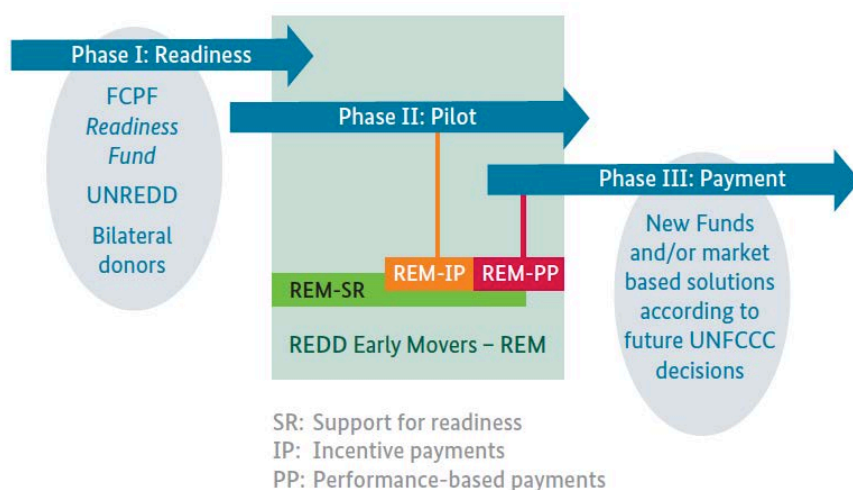 Phase I: Readiness
FCPF
Readiness
Fund
UNREDD
Bilateral
donors
Phase II: Pilot
Phase III: Payment
New Funds
and/or market
based solutions
according to
future UNFCCC
decisions
REM-IP
REM-PP
REM-SR
REDD Early Movers – REM
SR: Support for readiness
IP: Incentive payments
PP: Performance-based payments